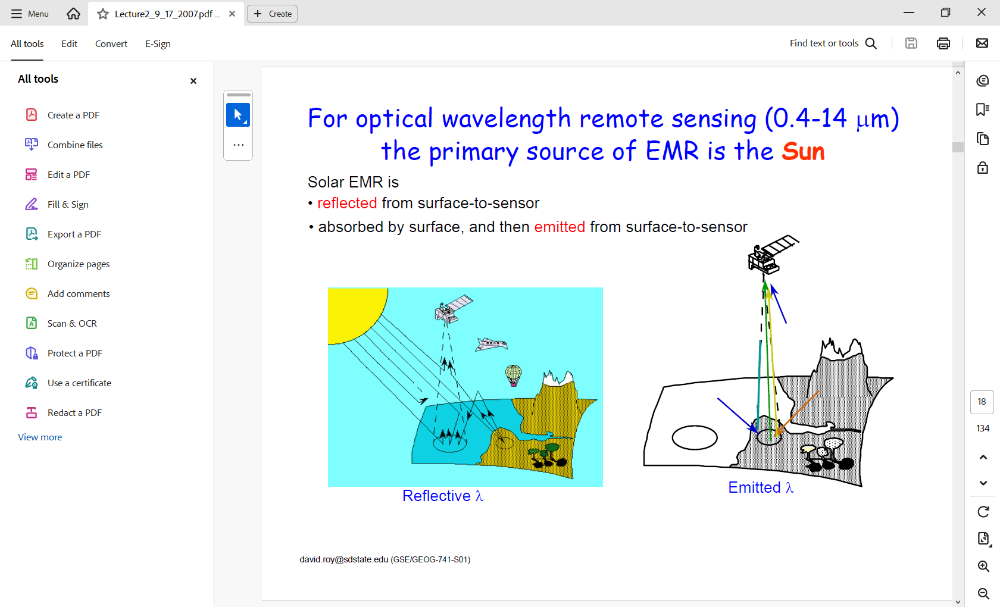 Menu
Lecture2_9_17_2007.pdf ...
Create
All tools
Edit
Convert
E-Sign
Find text or tools
All tools
Create a PDF
Combine files
Edit a PDF
Fill & Sign
Export a PDF
Organize pages
Add comments
Scan & OCR
Protect a PDF
Use a certificate
Redact a PDF
View more
For optical wavelength remote sensing (0.4-14 μm)
the primary source of EMR is the Sun
Solar EMR is
• reflected from surface-to-sensor
• absorbed by surface, and then emitted from surface-to-sensor
Reflective λ
Emitted λ
david.roy@sdstate.edu (GSE/GEOG-741-S01)
18
134